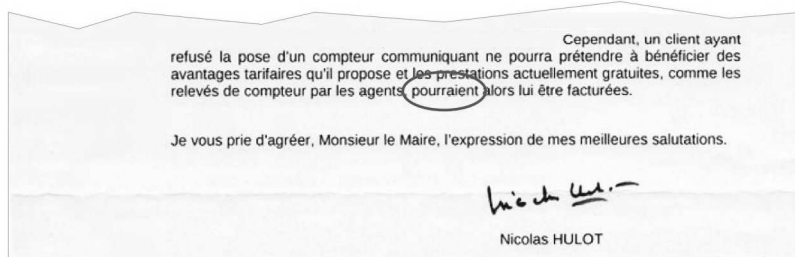 Cependant, un client ayant
refusé la pose d'un compteur communiquant ne pourra prétendre à bénéficier des
avantages tarifaires qu'il propose et les prestations actuellement gratuites, comme les
relevés de compteur par les agents, pourraient alors lui être facturées.
Je vous prie d'agréer, Monsieur le Maire, l'expression de mes meilleures salutations.
Nicolas HULOT